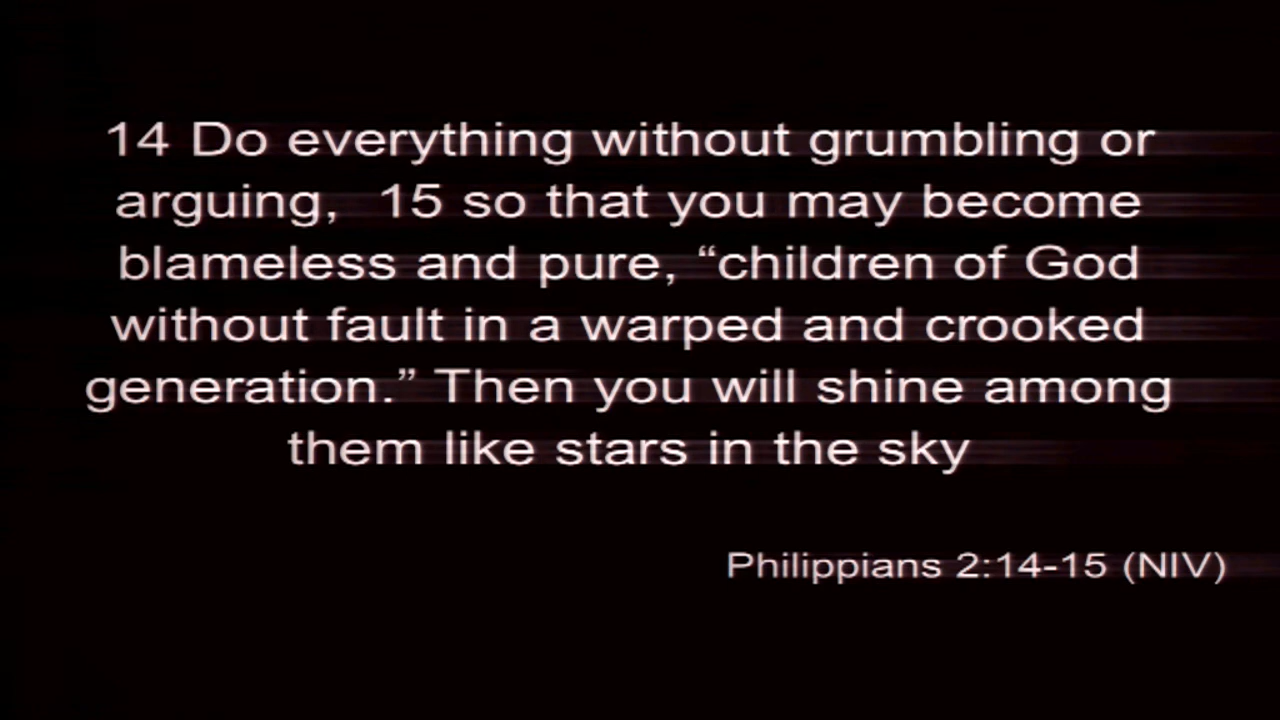 14 Do everything without grumbling or
arguing,  15 so that you may become
blameless and pure, “children of God
without fault in a warped and crooked
generation.” Then you will shine among
them like stars in the sky
Philippians 2:14-15 (NIV)